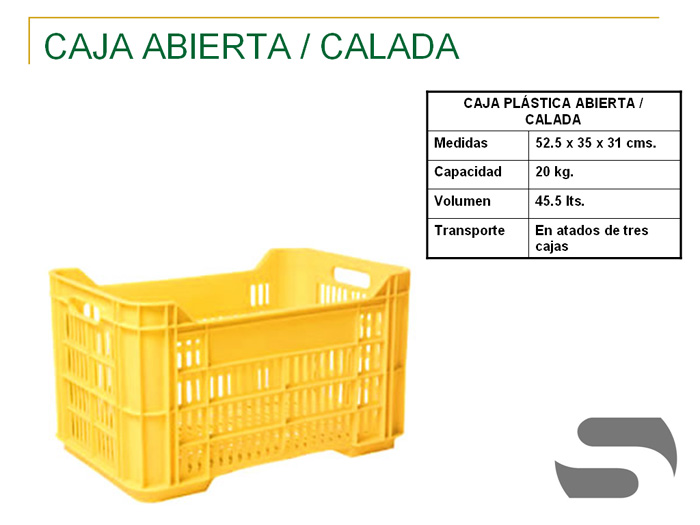 CAJA ABIERTA / CALADA
CAJA PLÁSTICA ABIERTA /
CALADA
Medidas 52.5 x 35 x 31 cms.
Capacidad 20 kg.
Volumen 45.5 lts.
Transporte En atados de tres
cajas